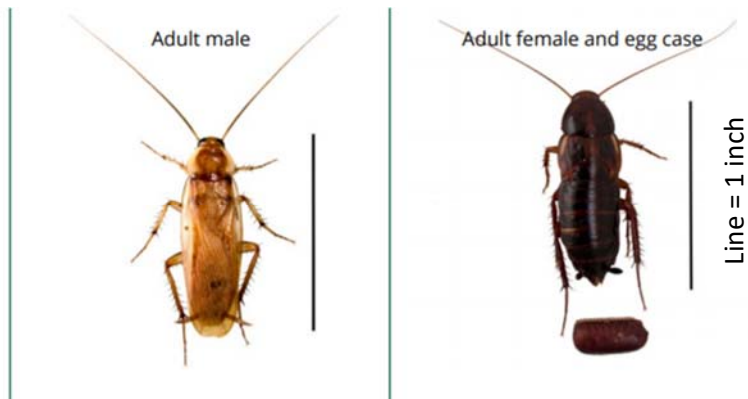 Adult male
Adult female and egg case
Line = 1 inch